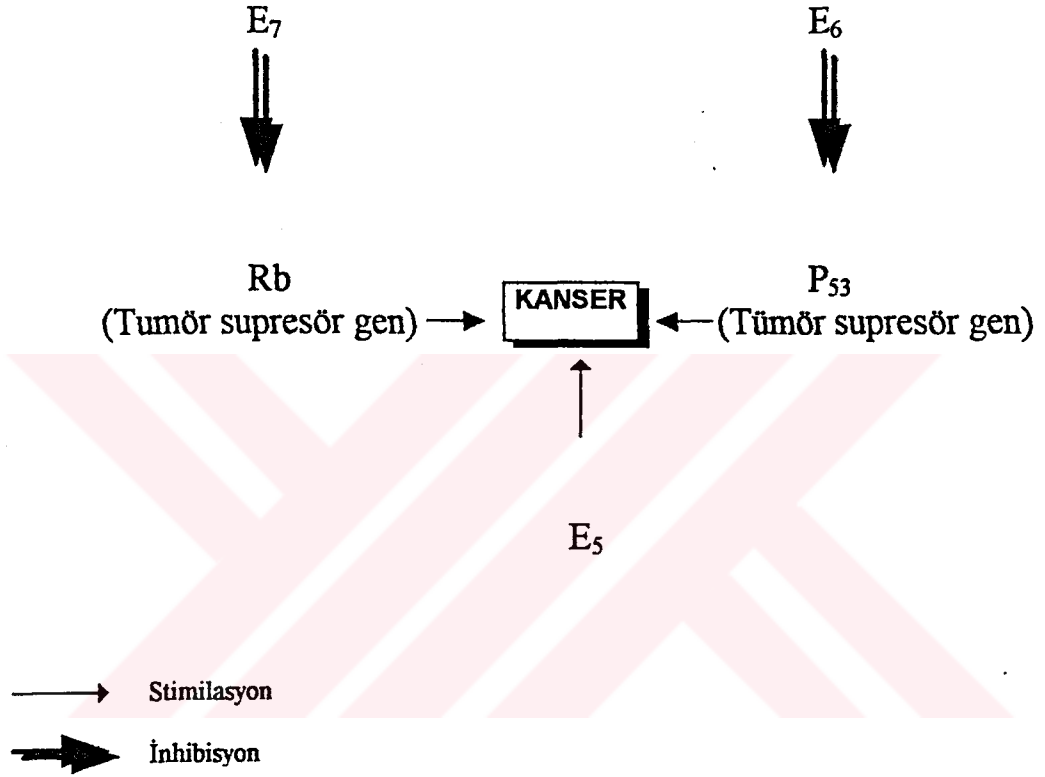 E₇ E₆
Rb P₅₃
(Tumör supresör gen) KANSER (Tümör supresör gen)
E₅
Stimilasyon
İnhibisyon